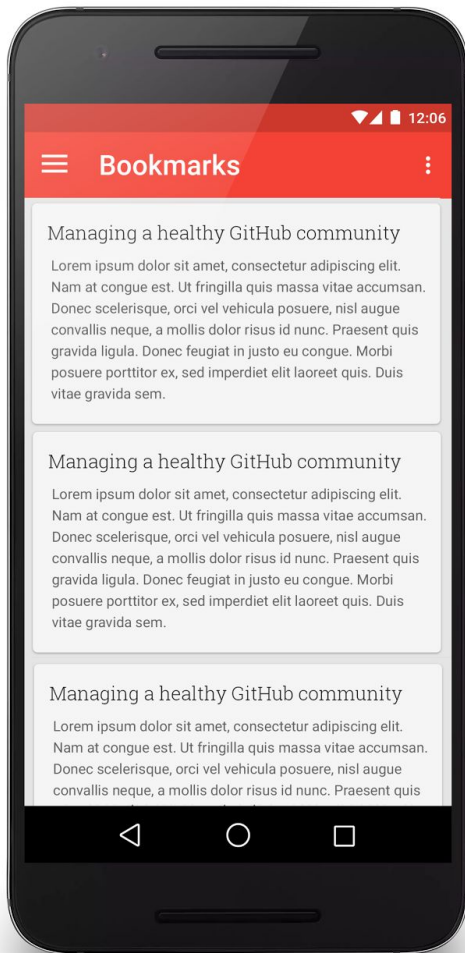 12:06
Bookmarks
Managing a healthy GitHub community
Lorem ipsum dolor sit amet, consectetur adipiscing elit.
Nam at congue est. Ut fringilla quis massa vitae accumsan.
Donec scelerisque, orci vel vehicula posuere, nisl augue
convallis neque, a mollis dolor risus id nunc. Praesent quis
gravida ligula. Donec feugiat in justo eu congue. Morbi
posuere porttitor ex, sed imperdiet elit laoreet quis. Duis
vitae gravida sem.
Managing a healthy GitHub community
Lorem ipsum dolor sit amet, consectetur adipiscing elit.
Nam at congue est. Ut fringilla quis massa vitae accumsan.
Donec scelerisque, orci vel vehicula posuere, nisl augue
convallis neque, a mollis dolor risus id nunc. Praesent quis
gravida ligula. Donec feugiat in justo eu congue. Morbi
posuere porttitor ex, sed imperdiet elit laoreet quis. Duis
vitae gravida sem.
Managing a healthy GitHub community
Lorem ipsum dolor sit amet, consectetur adipiscing elit.
Nam at congue est. Ut fringilla quis massa vitae accumsan.
Donec scelerisque, orci vel vehicula posuere, nisl augue
convallis neque, a mollis dolor risus id nunc. Praesent quis